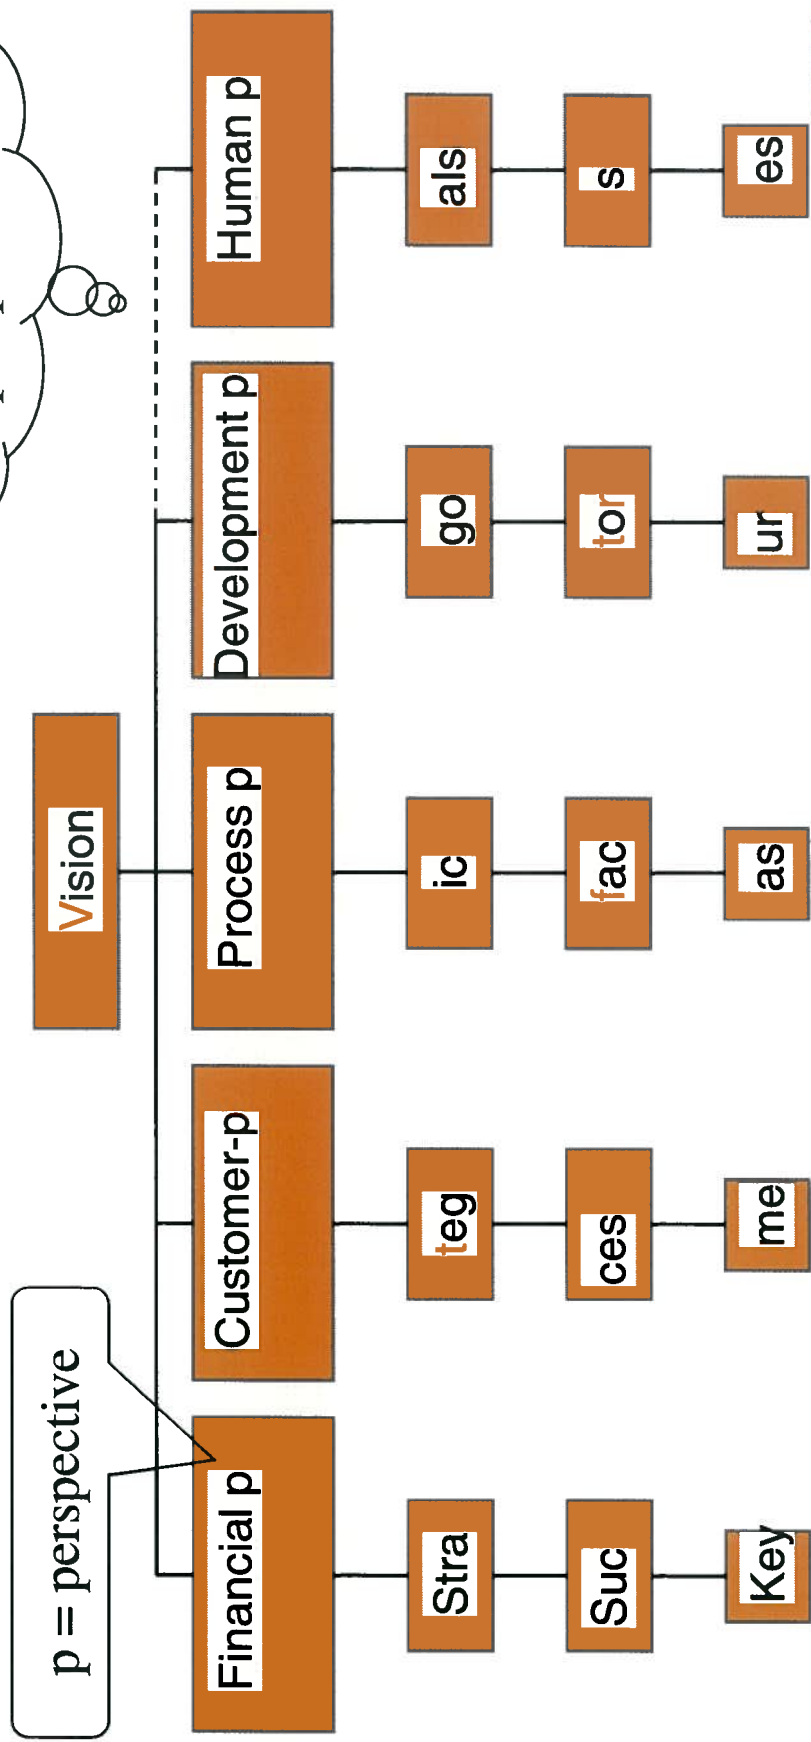 p = perspective
Vision
Financial p
Customer-p
Process p
Development p
Human p
Stra
teg
ic
go
als
Suc
ces
fac
tor
s
Key
me
as
ur
es